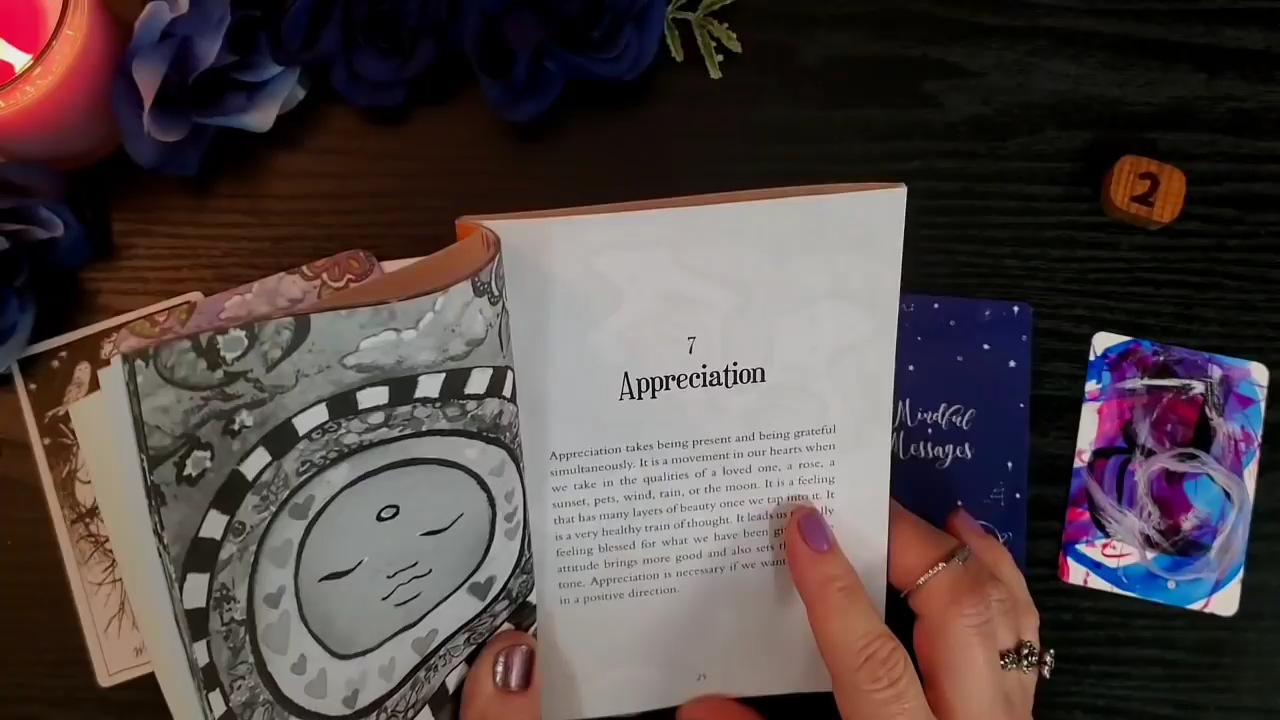 7
Appreciation
Appreciation takes being present and being grateful
simultaneously. It is a movement in our hearts when
we take in the qualities of a loved one, a rose, a
sunset, pets, wind, rain, or the moon. It is a feeling
that has many layers of beauty once we tap into it. It
is a very healthy train of thought. It leads us
feeling blessed for what we have been
attitude brings more good and also sets
tone. Appreciation is necessary if we want
in a positive direction.
25
Mindful
Messages
2